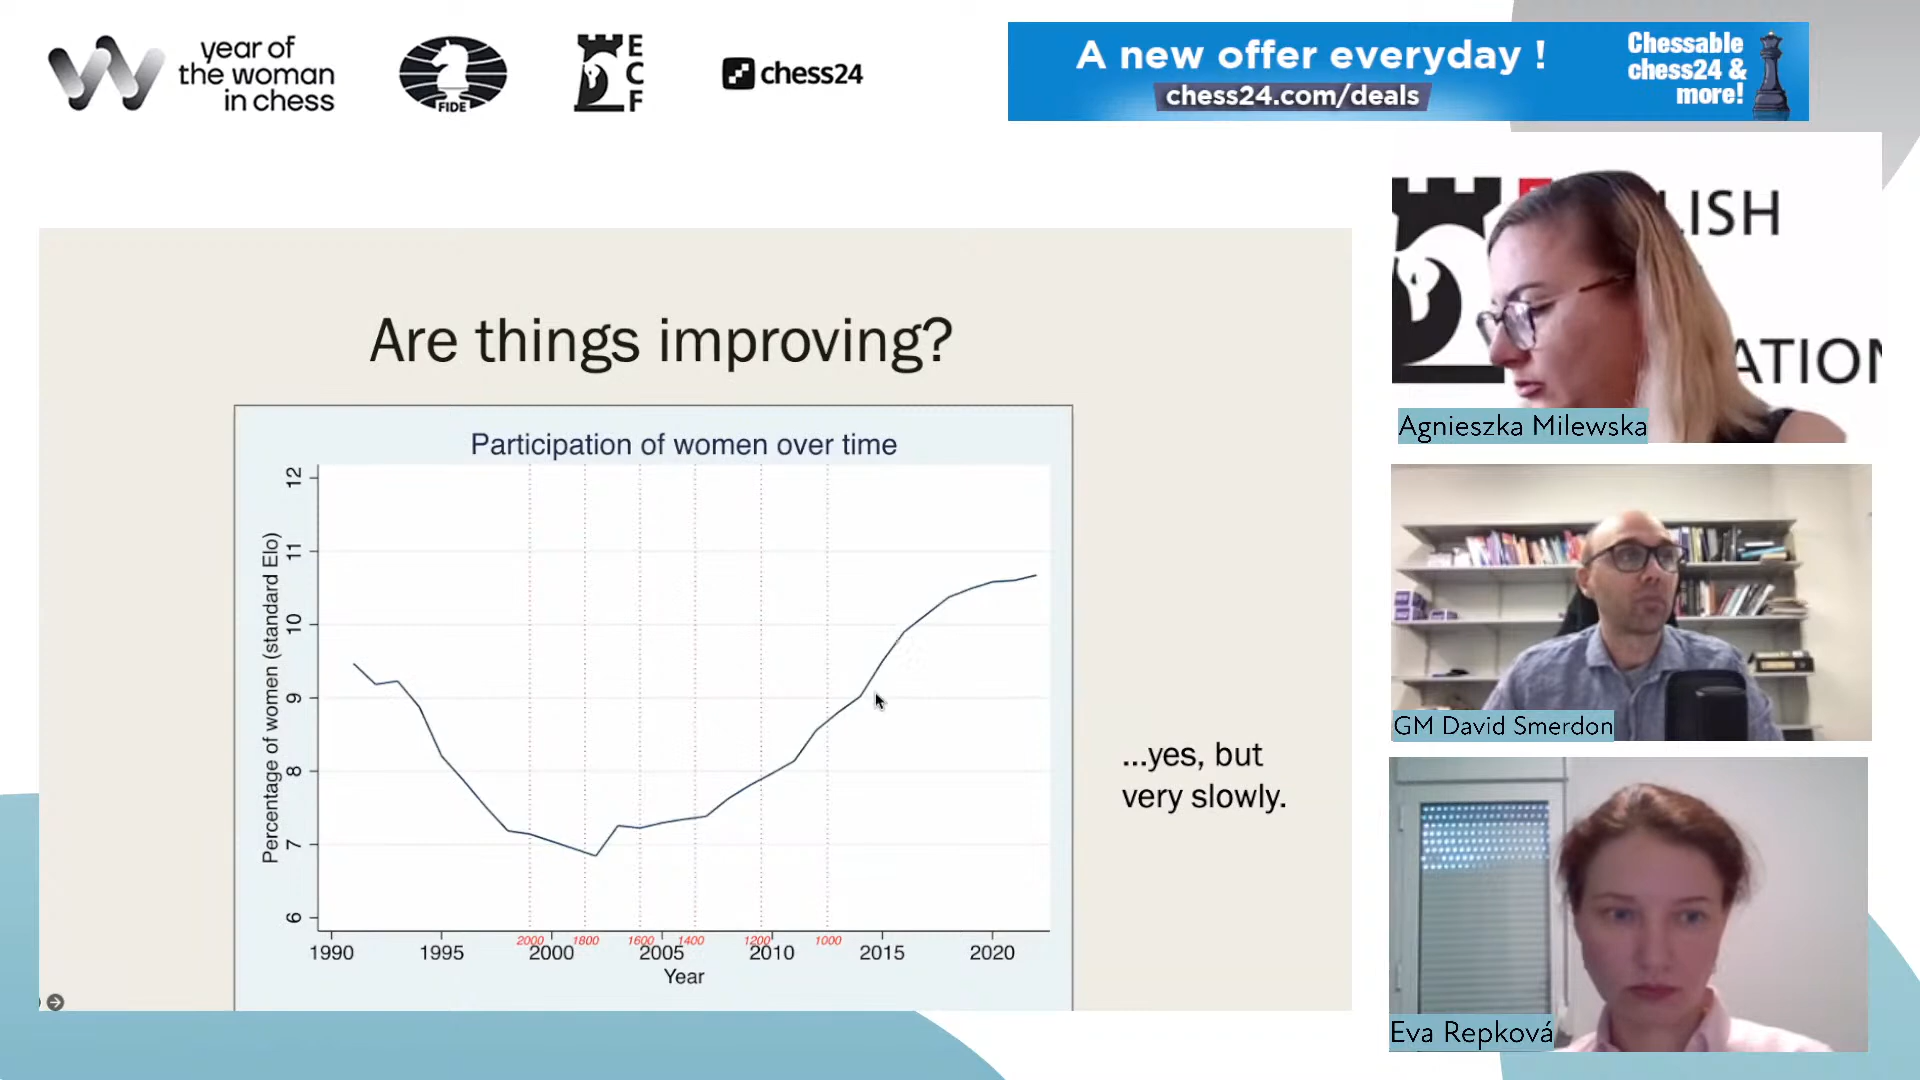 year of
the woman
in chess
FIDE
E
C
F
chess24
A new offer everyday !
chess24.com/deals
Chessable
chess24 &
more!
Are things improving?
Participation of women over time
Percentage of women (standard Elo)
12
11
10
9
8
7
6
2000
1800
1600
1400
1200
1000
1990
1995
2000
2005
2010
2015
2020
Year
...yes, but
very slowly.
LISH
ATION
Agnieszka Milewska
GM David Smerdon
Eva Repková